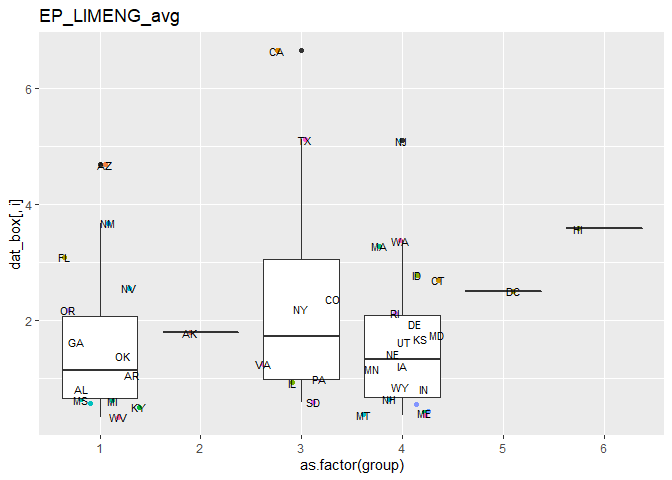 EP_LIMENG_avg
dat_box[, i]
6
4
2
CA
TX
NJ
AZ
NM
WA
HI
MA
FL
ID
CT
NV
DC
CO
OR
NY
RI
DE
AK
MD
KS
GA
UT
NE
OK
VA
IA
MN
AR
PA
IL
AL
WY
IN
MS
MI
SD
NH
KY
ME
WV
MT
1
2
3
4
5
6
as.factor(group)